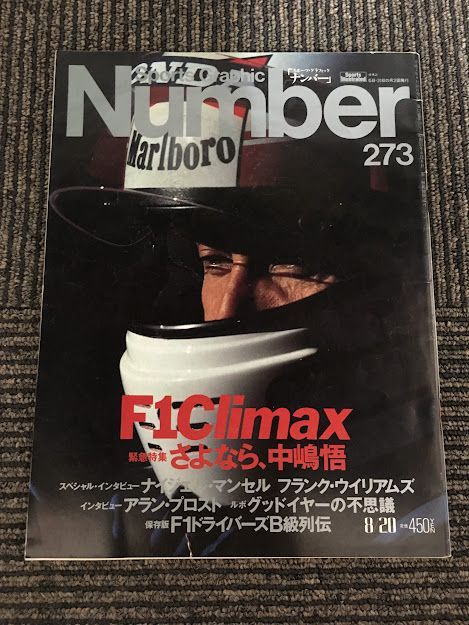 Sports Graphic
スポーツ・グラフィック
「ナンバー」
Sports
Illustrated
Number
273
Marlboro
F1Climax
緊急特集 さよなら、中嶋悟
スペシャル・インタビュー ナイジェル・マンセル フランク・ウイリアムズ
インタビュー アラン・プロスト ルポ グッドイヤーの不思議
保存版 F1ドライバーズB級列伝
8/20 定価450YEN